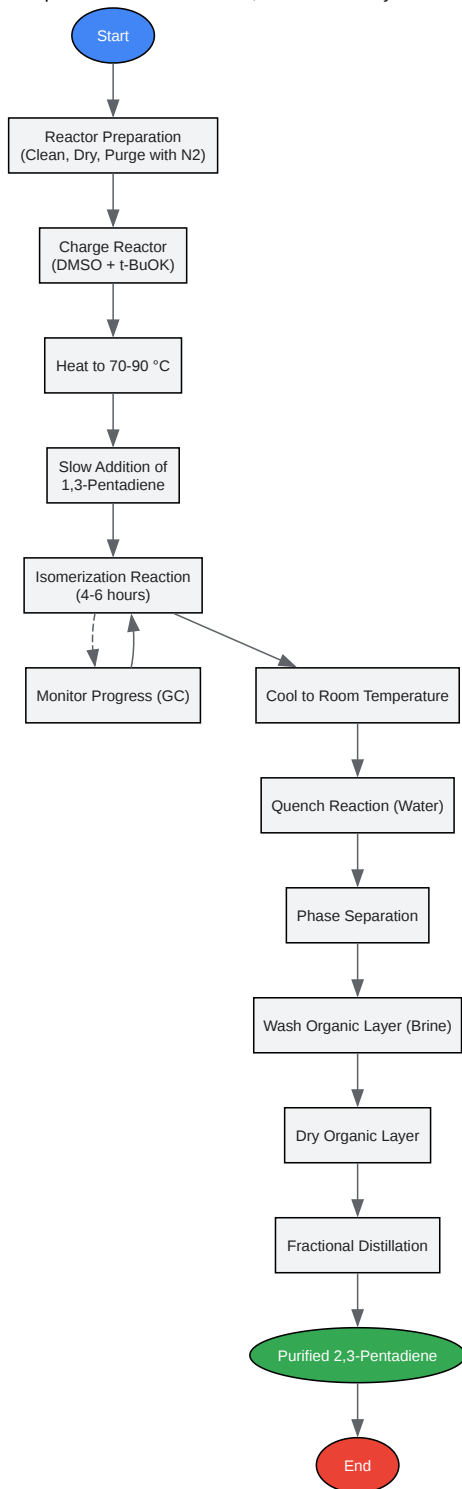 Start
Reactor Preparation
(Clean, Dry, Purge with N2)
Charge Reactor
(DMSO + t-BuOK)
Heat to 70-90 °C
Slow Addition of
1,3-Pentadiene
Isomerization Reaction
(4-6 hours)
Monitor Progress (GC)
Cool to Room Temperature
Quench Reaction (Water)
Phase Separation
Wash Organic Layer (Brine)
Dry Organic Layer
Fractional Distillation
Purified 2,3-Pentadiene
End